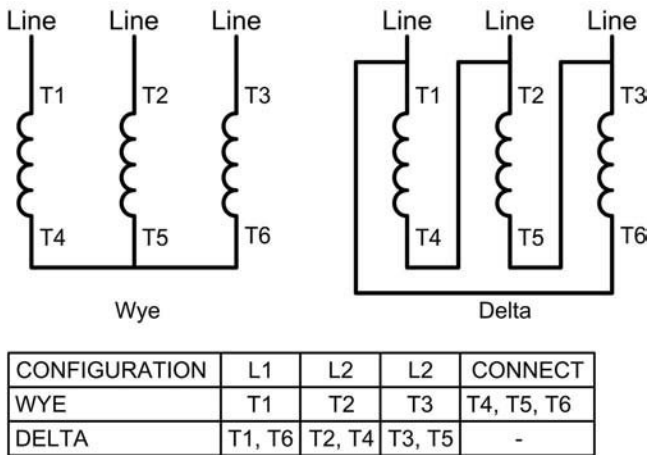 Line Line Line Line Line Line
T1 T2 T3 T1 T2 T3
T4 T5 T6 T4 T5 T6
Wye Delta
CONFIGURATION L1 L2 L2 CONNECT
WYE T1 T2 T3 T4, T5, T6
DELTA T1, T6 T2, T4 T3, T5 -